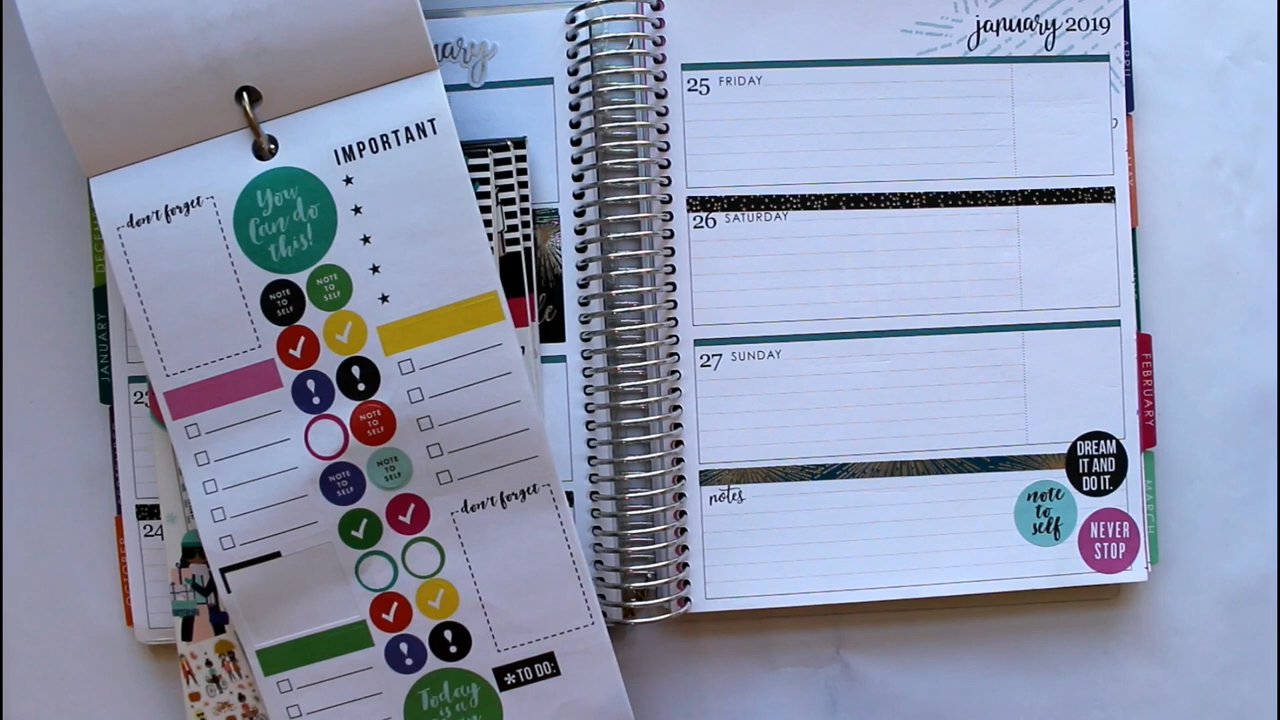 IMPORTANT
don't forget
You
Can do
this!
NOTE
TO
SELF
NOTE
TO
SELF
NOTE
TO
SELF
NOTE
TO
SELF
NOTE
TO
SELF
don't forget
*TO DO:
Today
is a
JANUARY
23
24
OCTOBER
january 2019
25 FRIDAY
26 SATURDAY
27 SUNDAY
notes
DREAM
IT AND
DO IT.
note
to
self
NEVER
STOP
APRIL
MAY
FEBRUARY
MARCH